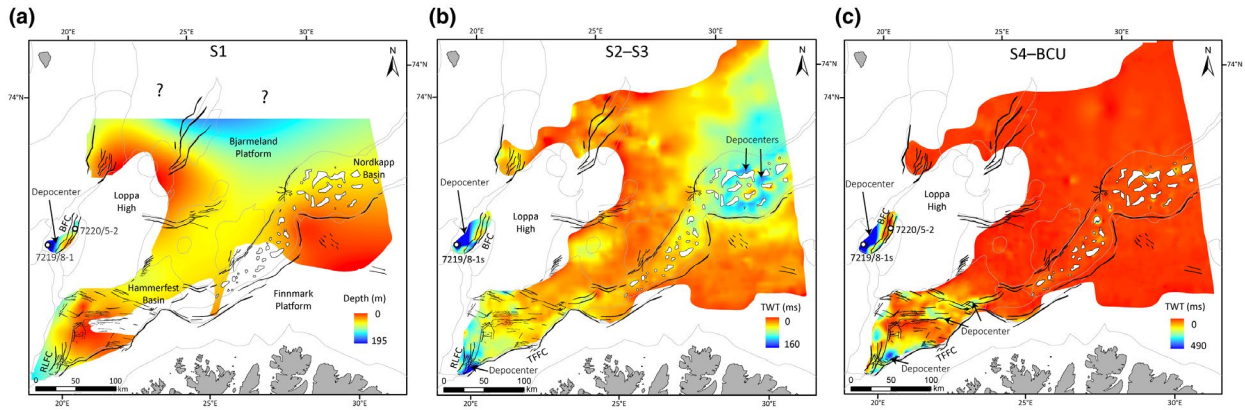 (a)
20°E
25°E
30°E
S1
N
74°N
?
?
Bjarmeland
Platform
Nordkapp
Basin
Depocenter
Loppa
High
BFC
7220/5-2
7219/8-1
Hammerfest
Basin
Finnmark
Platform
Depth (m)
0
195
RLFC
0 25 50 100
km
20°E
25°E
30°E
(b)
20°E
25°E
30°E
S2–S3
N
74°N
Depocenters
Depocenter
Loppa
High
BFC
7219/8-1s
TWT (ms)
0
160
RLFC
TFFC
Depocenter
0 25 50 100
km
20°E
25°E
30°E
(c)
20°E
25°E
30°E
S4–BCU
N
74°N
Depocenter
Loppa
High
BFC
7220/5-2
7219/8-1s
Depocenter
TWT (ms)
0
490
RLFC
TFFC
Depocenter
0 25 50 100
km
20°E
25°E
30°E